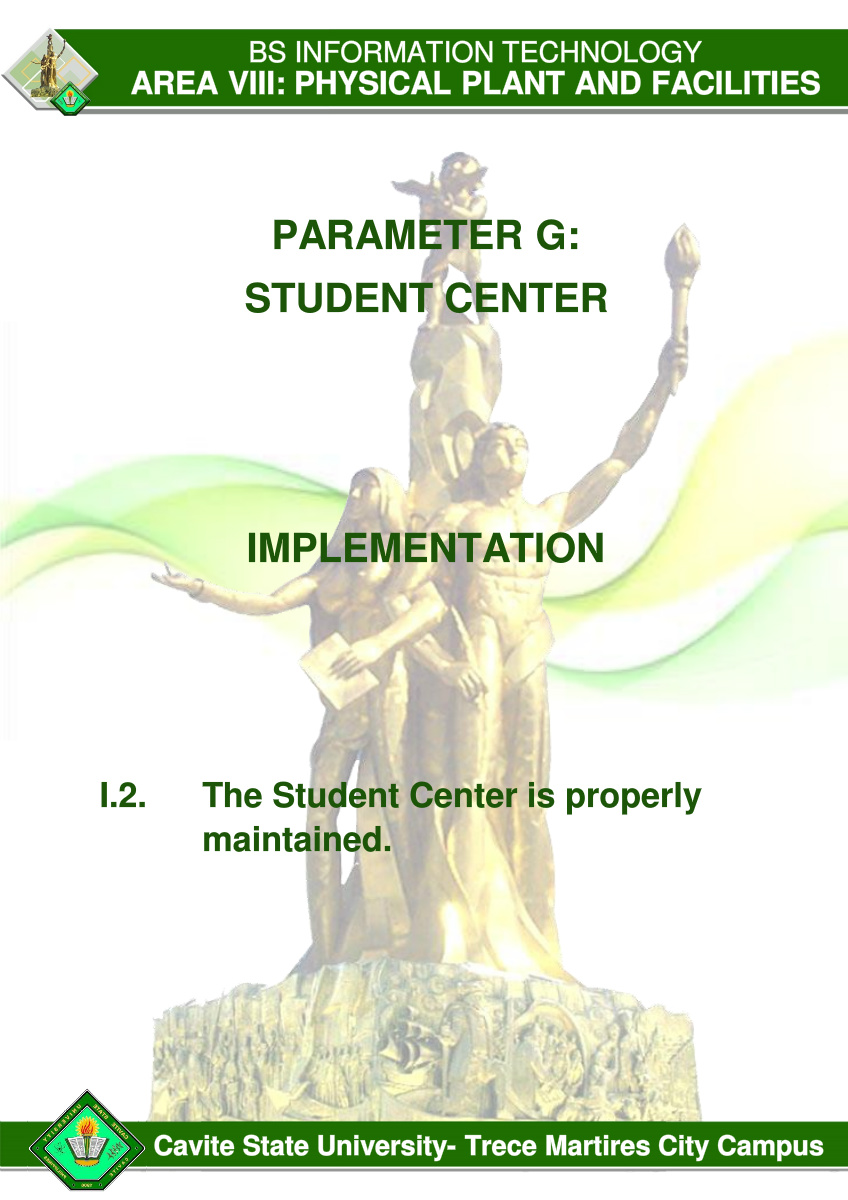 BS INFORMATION TECHNOLOGY
AREA VIII: PHYSICAL PLANT AND FACILITIES
PARAMETER G:
STUDENT CENTER
IMPLEMENTATION
I.2. The Student Center is properly
maintained.
Cavite State University- Trece Martires City Campus